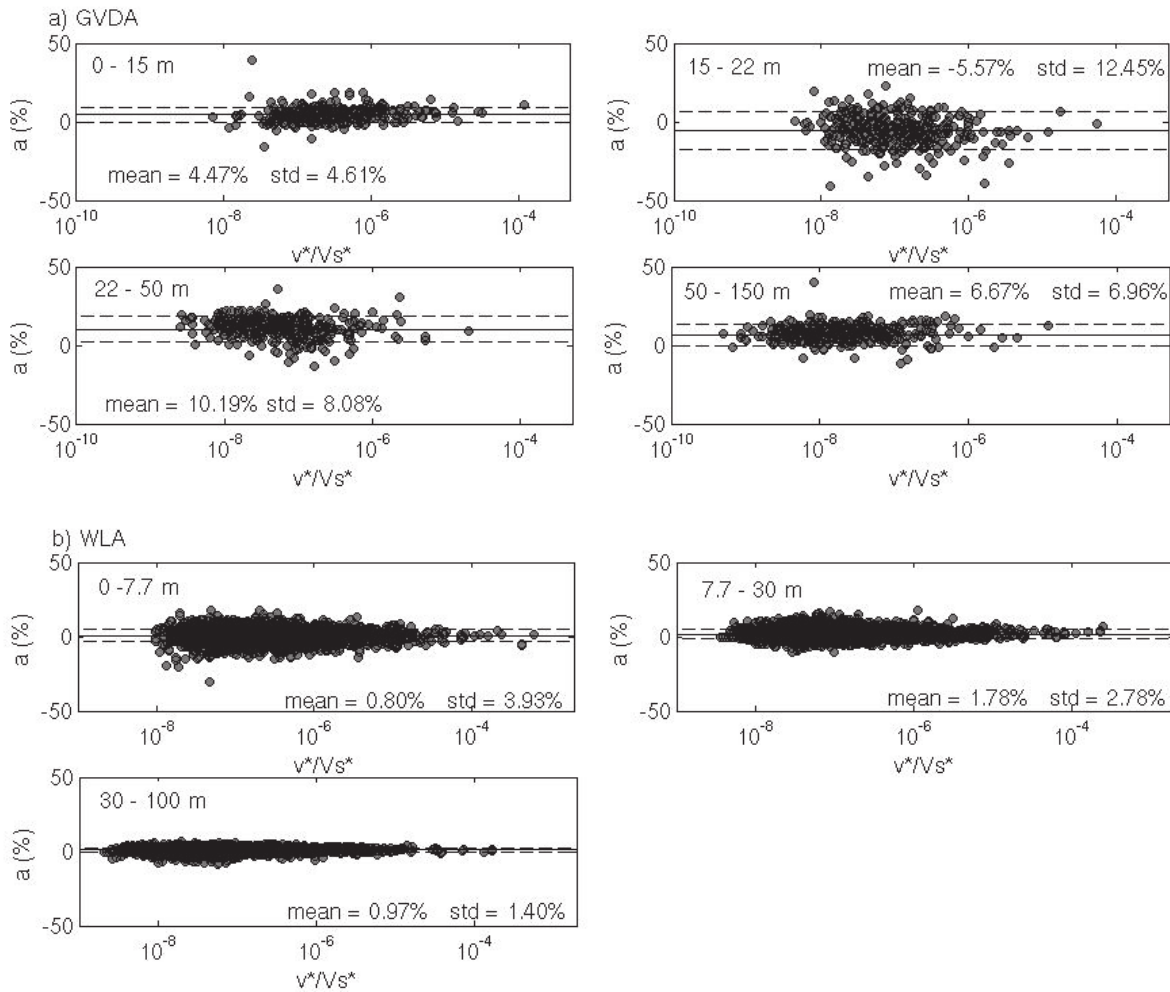 a) GVDA
50
0 - 15 m
a (%)
0
mean = 4.47% std = 4.61%
-50
10^-10
10^-8
10^-6
10^-4
v*/Vs*
50
15 - 22 m
mean = -5.57% std = 12.45%
a (%)
0
-50
10^-10
10^-8
10^-6
10^-4
v*/Vs*
50
22 - 50 m
a (%)
0
mean = 10.19% std = 8.08%
-50
10^-10
10^-8
10^-6
10^-4
v*/Vs*
50
50 - 150 m
mean = 6.67% std = 6.96%
a (%)
0
-50
10^-10
10^-8
10^-6
10^-4
v*/Vs*
b) WLA
50
0 -7.7 m
a (%)
0
mean = 0.80% std = 3.93%
-50
10^-8
10^-6
10^-4
v*/Vs*
50
7.7 - 30 m
a (%)
0
mean = 1.78% std = 2.78%
-50
10^-8
10^-6
10^-4
v*/Vs*
50
30 - 100 m
a (%)
0
mean = 0.97% std = 1.40%
-50
10^-8
10^-6
10^-4
v*/Vs*